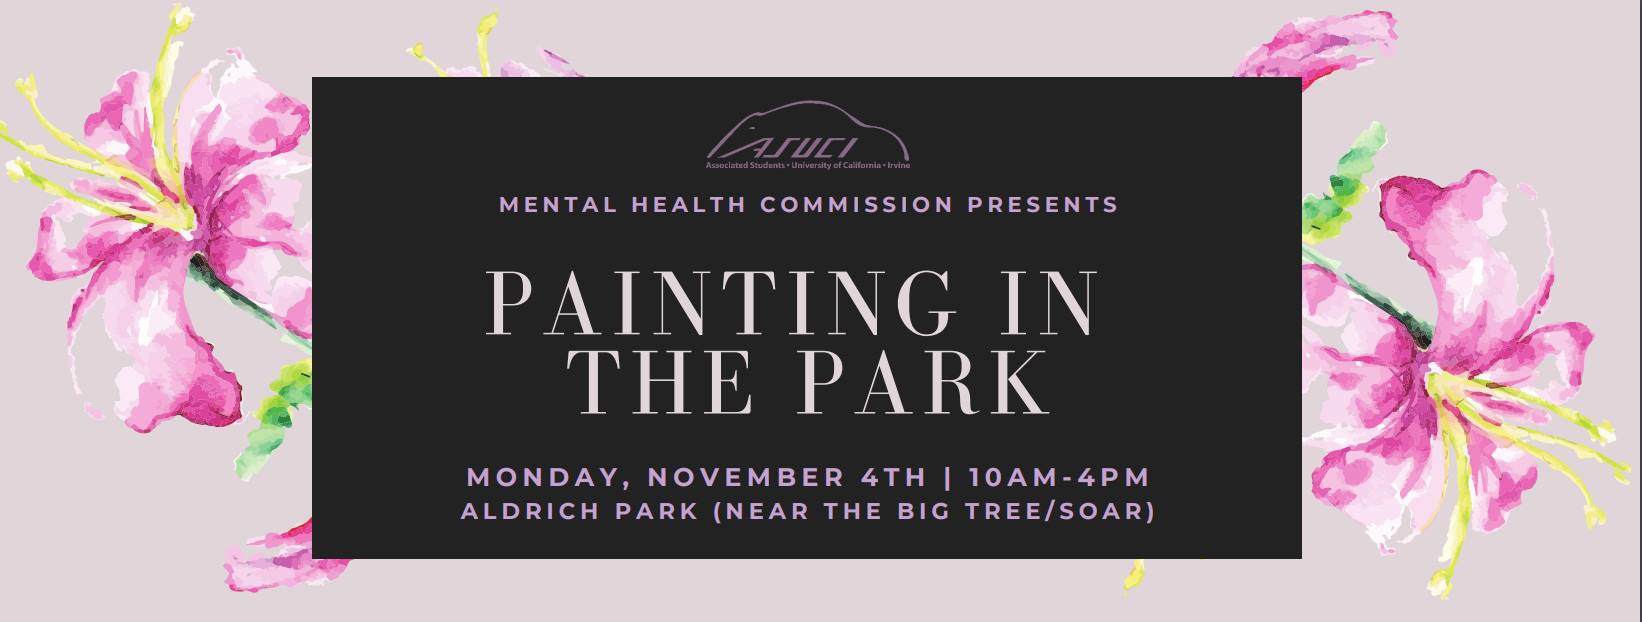 ASUCI
Associated Students • University of California • Irvine
MENTAL HEALTH COMMISSION PRESENTS
PAINTING IN
THE PARK
MONDAY, NOVEMBER 4TH | 10AM-4PM
ALDRICH PARK (NEAR THE BIG TREE/SOAR)